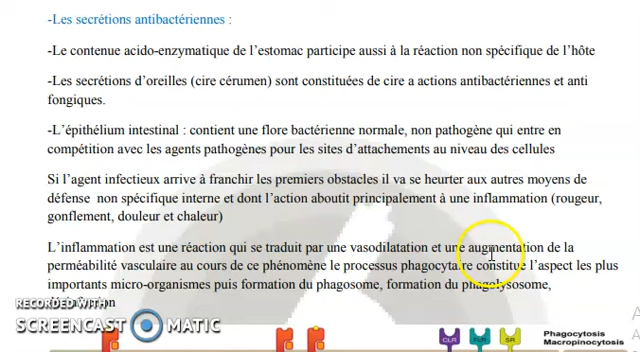 -Les secrétions antibactériennes :
-Le contenue acido-enzymatique de l'estomac participe aussi à la réaction non spécifique de l'hôte
-Les secrétions d'oreilles (cire cérumen) sont constituées de cire a actions antibactériennes et anti
fongiques.
-L'épithélium intestinal : contient une flore bactérienne normale, non pathogène qui entre en
compétition avec les agents pathogènes pour les sites d'attachements au niveau des cellules
Si l'agent infectieux arrive à franchir les premiers obstacles il va se heurter aux autres moyens de
défense non spécifique interne et dont l'action aboutit principalement à une inflammation (rougeur,
gonflement, douleur et chaleur)
L'inflammation est une réaction qui se traduit par une vasodilatation et une augmentation de la
perméabilité vasculaire au cours de ce phénomène le processus phagocytaire constitue l'aspect les plus
importants micro-organismes puis formation du phagosome, formation du phagolysosome,
RECORDED WITH
SCREENCAST MATIC
CLR
SR
Phagocytosis
Macropinocytosis